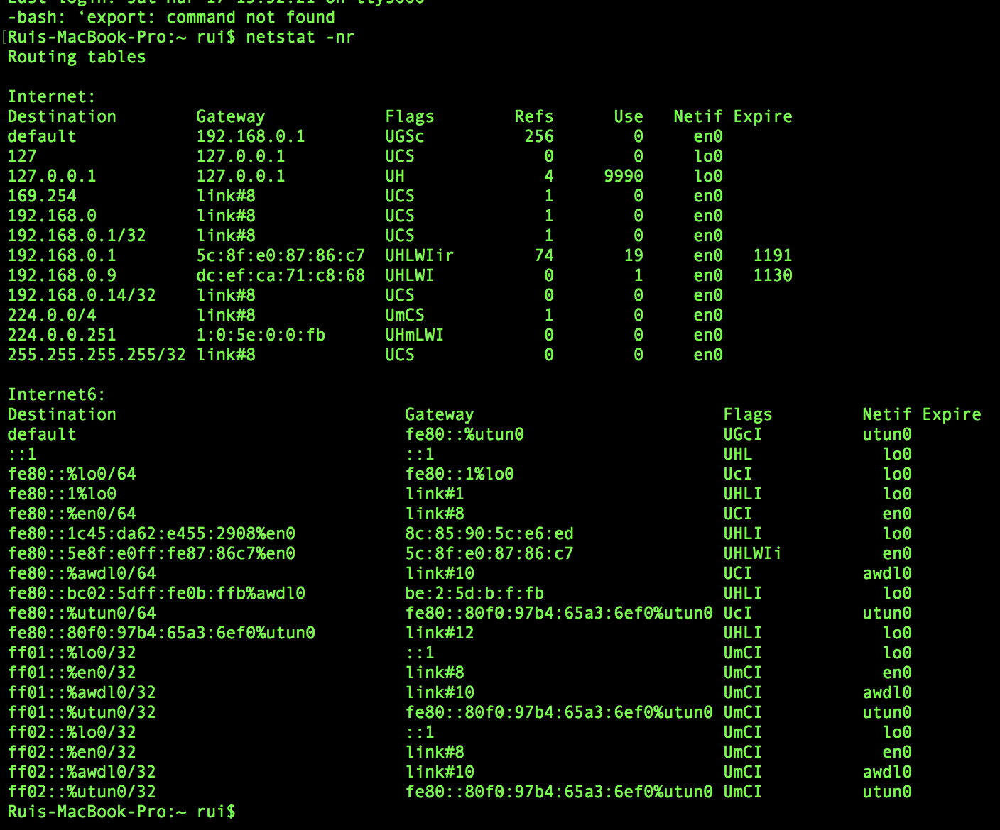 Last login: Sat Mar 17 15:52:21 on ttys000
-bash: ‘export: command not found
[Ruis-MacBook-Pro:~ rui$ netstat -nr
Routing tables

Internet:
Destination        Gateway            Flags        Refs      Use   Netif Expire
default            192.168.0.1        UGSc          256        0     en0
127                127.0.0.1          UCS             0        0     lo0
127.0.0.1          127.0.0.1          UH              4     9990     lo0
169.254            link#8             UCS             1        0     en0
192.168.0          link#8             UCS             1        0     en0
192.168.0.1/32     link#8             UCS             1        0     en0
192.168.0.1        5c:8f:e0:87:86:c7  UHLWIir        74       19     en0   1191
192.168.0.9        dc:ef:ca:71:c8:68  UHLWI           0        1     en0   1130
192.168.0.14/32    link#8             UCS             0        0     en0
224.0.0/4          link#8             UmCS            1        0     en0
224.0.0.251        1:0:5e:0:0:fb      UHmLWI          0        0     en0
255.255.255.255/32 link#8             UCS             0        0     en0

Internet6:
Destination                             Gateway                         Flags         Netif Expire
default                                 fe80::%utun0                    UGcI          utun0
::1                                     ::1                             UHL             lo0
fe80::%lo0/64                           fe80::1%lo0                     UcI             lo0
fe80::1%lo0                             link#1                          UHLI            lo0
fe80::%en0/64                           link#8                          UCI             en0
fe80::1c45:da62:e455:2908%en0           8c:85:90:5c:e6:ed               UHLI            lo0
fe80::5e8f:e0ff:fe87:86c7%en0           5c:8f:e0:87:86:c7               UHLWIi          en0
fe80::%awdl0/64                         link#10                         UCI           awdl0
fe80::bc02:5dff:fe0b:ffb%awdl0          be:2:5d:b:f:fb                  UHLI            lo0
fe80::%utun0/64                         fe80::80f0:97b4:65a3:6ef0%utun0 UcI           utun0
fe80::80f0:97b4:65a3:6ef0%utun0         link#12                         UHLI            lo0
ff01::%lo0/32                           ::1                             UmCI            lo0
ff01::%en0/32                           link#8                          UmCI            en0
ff01::%awdl0/32                         link#10                         UmCI          awdl0
ff01::%utun0/32                         fe80::80f0:97b4:65a3:6ef0%utun0 UmCI          utun0
ff02::%lo0/32                           ::1                             UmCI            lo0
ff02::%en0/32                           link#8                          UmCI            en0
ff02::%awdl0/32                         link#10                         UmCI          awdl0
ff02::%utun0/32                         fe80::80f0:97b4:65a3:6ef0%utun0 UmCI          utun0
Ruis-MacBook-Pro:~ rui$